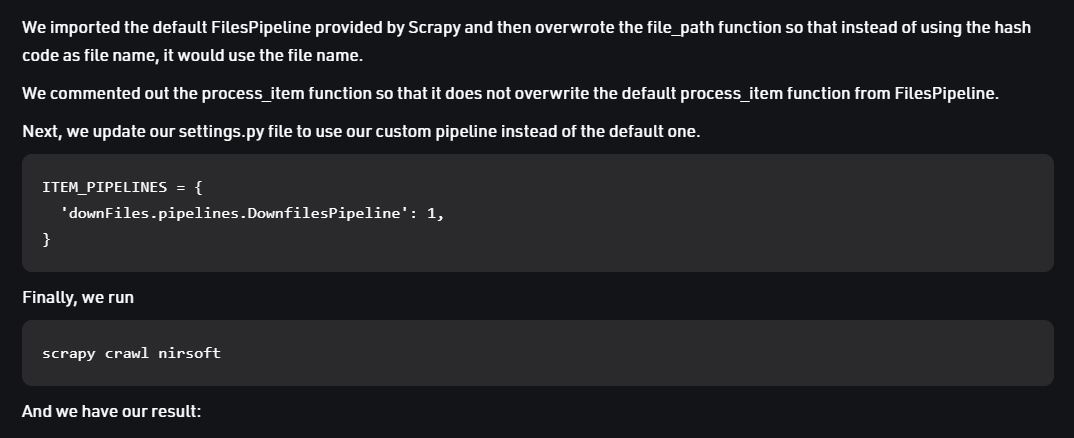 We imported the default FilesPipeline provided by Scrapy and then overwrote the file_path function so that instead of using the hash
code as file name, it would use the file name.
We commented out the process_item function so that it does not overwrite the default process_item function from FilesPipeline.
Next, we update our settings.py file to use our custom pipeline instead of the default one.
ITEM_PIPELINES = {
  'downFiles.pipelines.DownfilesPipeline': 1,
}
Finally, we run
scrapy crawl nirsoft
And we have our result: